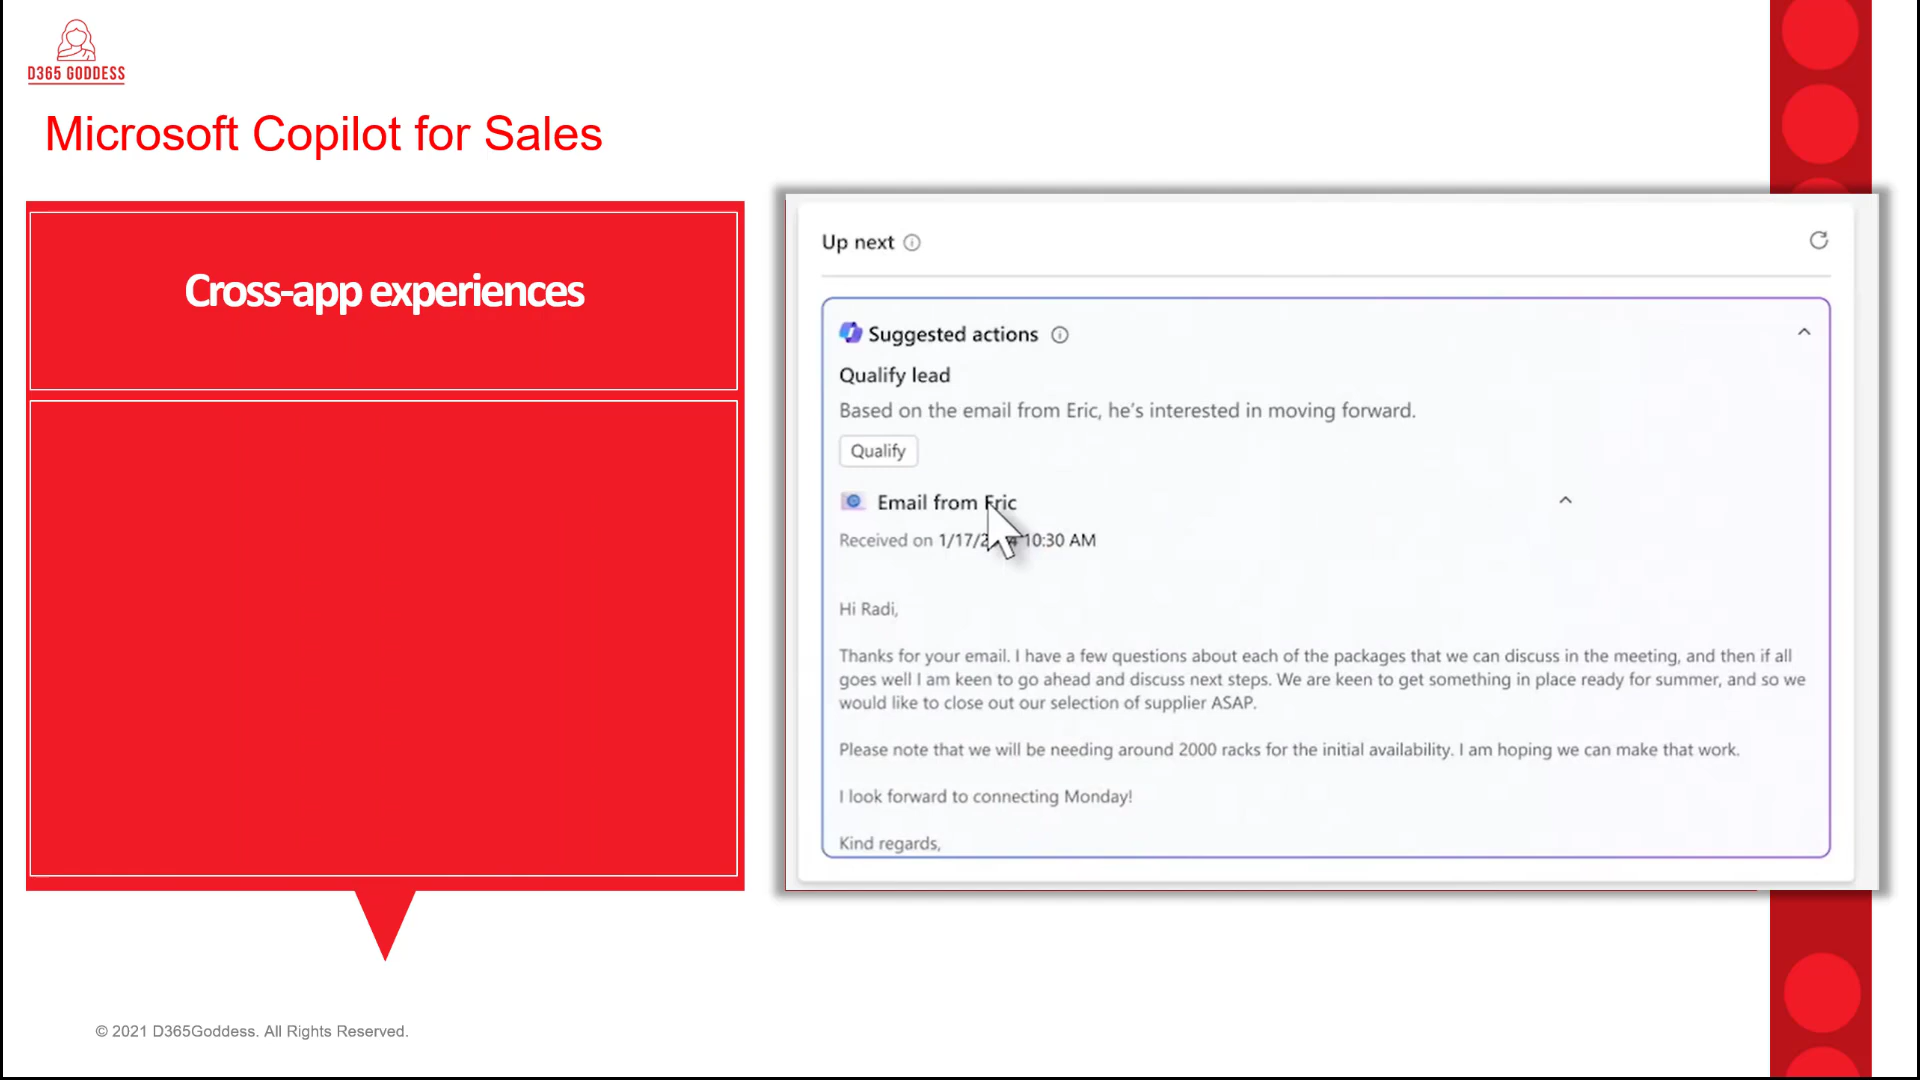 D365 GODDESS
Microsoft Copilot for Sales
Cross-app experiences
Up next
Suggested actions
Qualify lead
Based on the email from Eric, he's interested in moving forward.
Qualify
Email from Eric
Received on 1/17/2 10:30 AM
Hi Radi,
Thanks for your email. I have a few questions about each of the packages that we can discuss in the meeting, and then if all
goes well I am keen to go ahead and discuss next steps. We are keen to get something in place ready for summer, and so we
would like to close out our selection of supplier ASAP.
Please note that we will be needing around 2000 racks for the initial availability. I am hoping we can make that work.
I look forward to connecting Monday!
Kind regards,
© 2021 D365Goddess. All Rights Reserved.